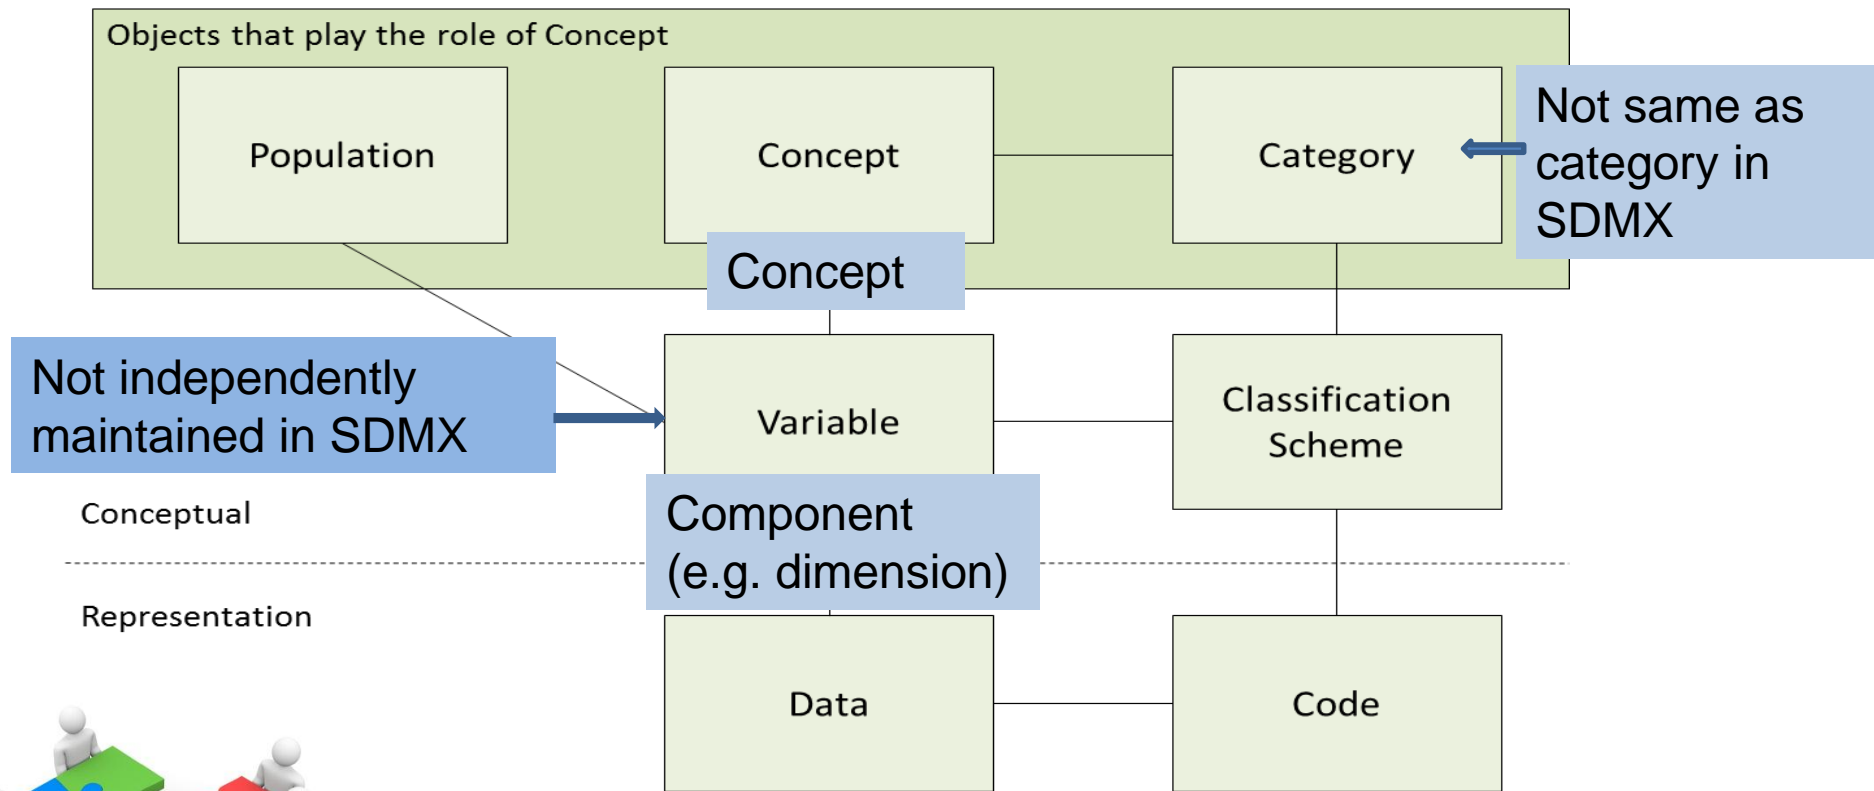 Objects that play the role of Concept
Population
Concept
Category
Not same as
category in
SDMX
Concept
Not independently
maintained in SDMX
Variable
Classification
Scheme
Conceptual
Component
(e.g. dimension)
Representation
Data
Code